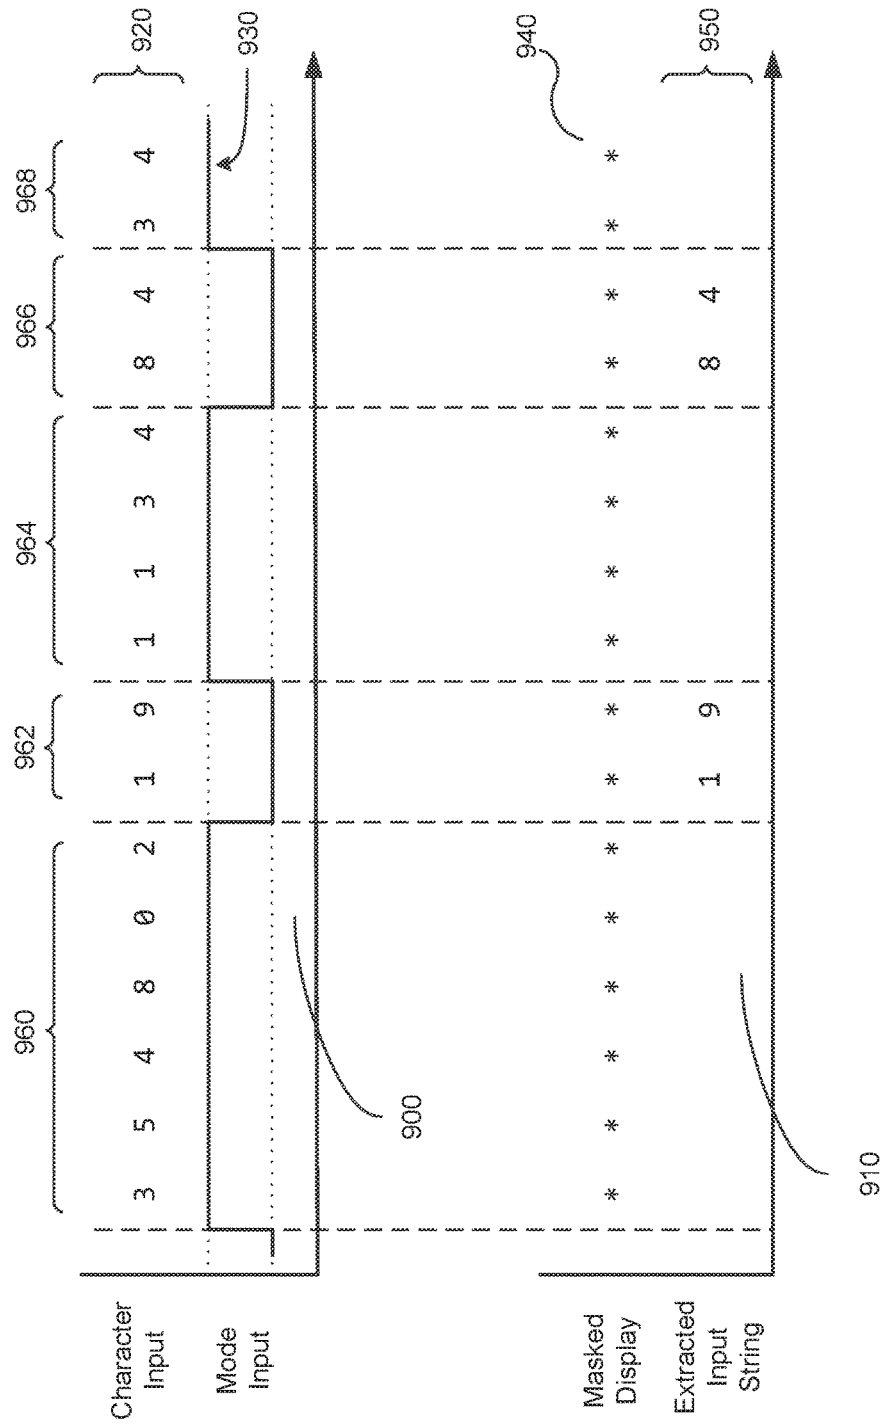 960 962 964 966 968
Character 3 5 4 8 0 2 1 9 1 1 3 4 8 4 3 4 920
Input
Mode
Input
930
900
940
Masked * * * * * * * * * * * * * * * *
Display
Extracted
Input 1 9 8 4 950
String
910